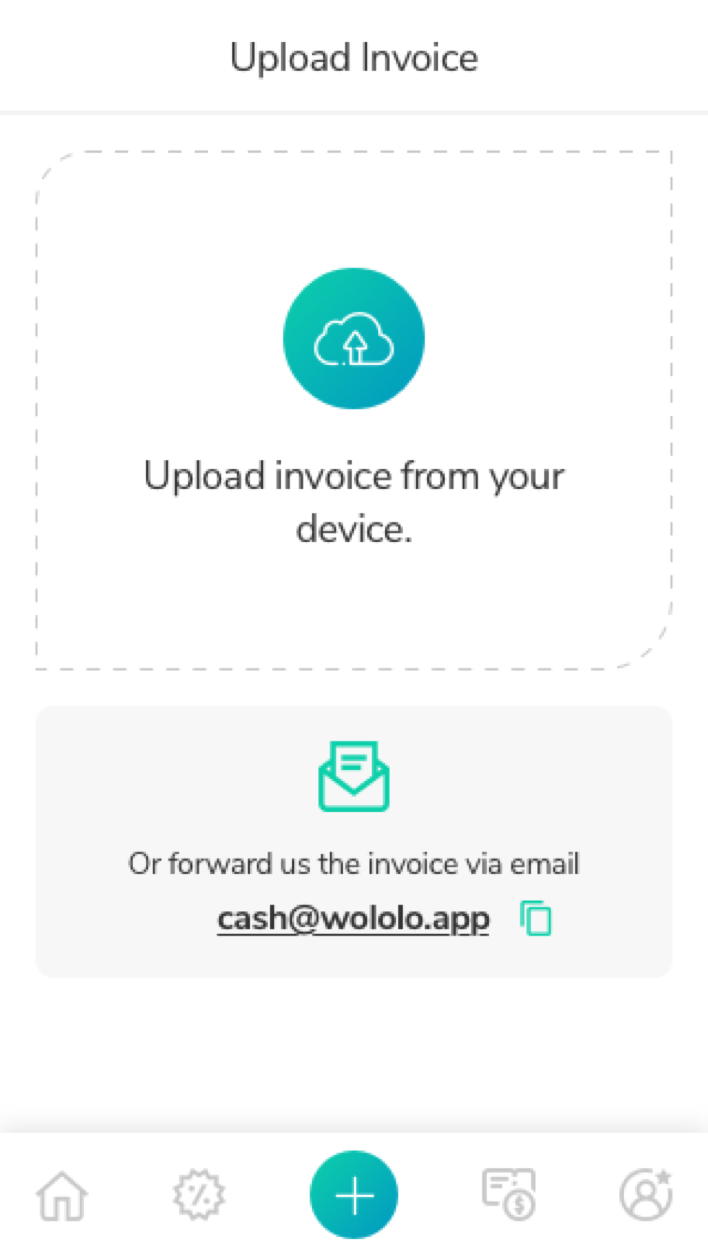 Upload Invoice
Upload invoice from your
device.
Or forward us the invoice via email
cash@wololo.app